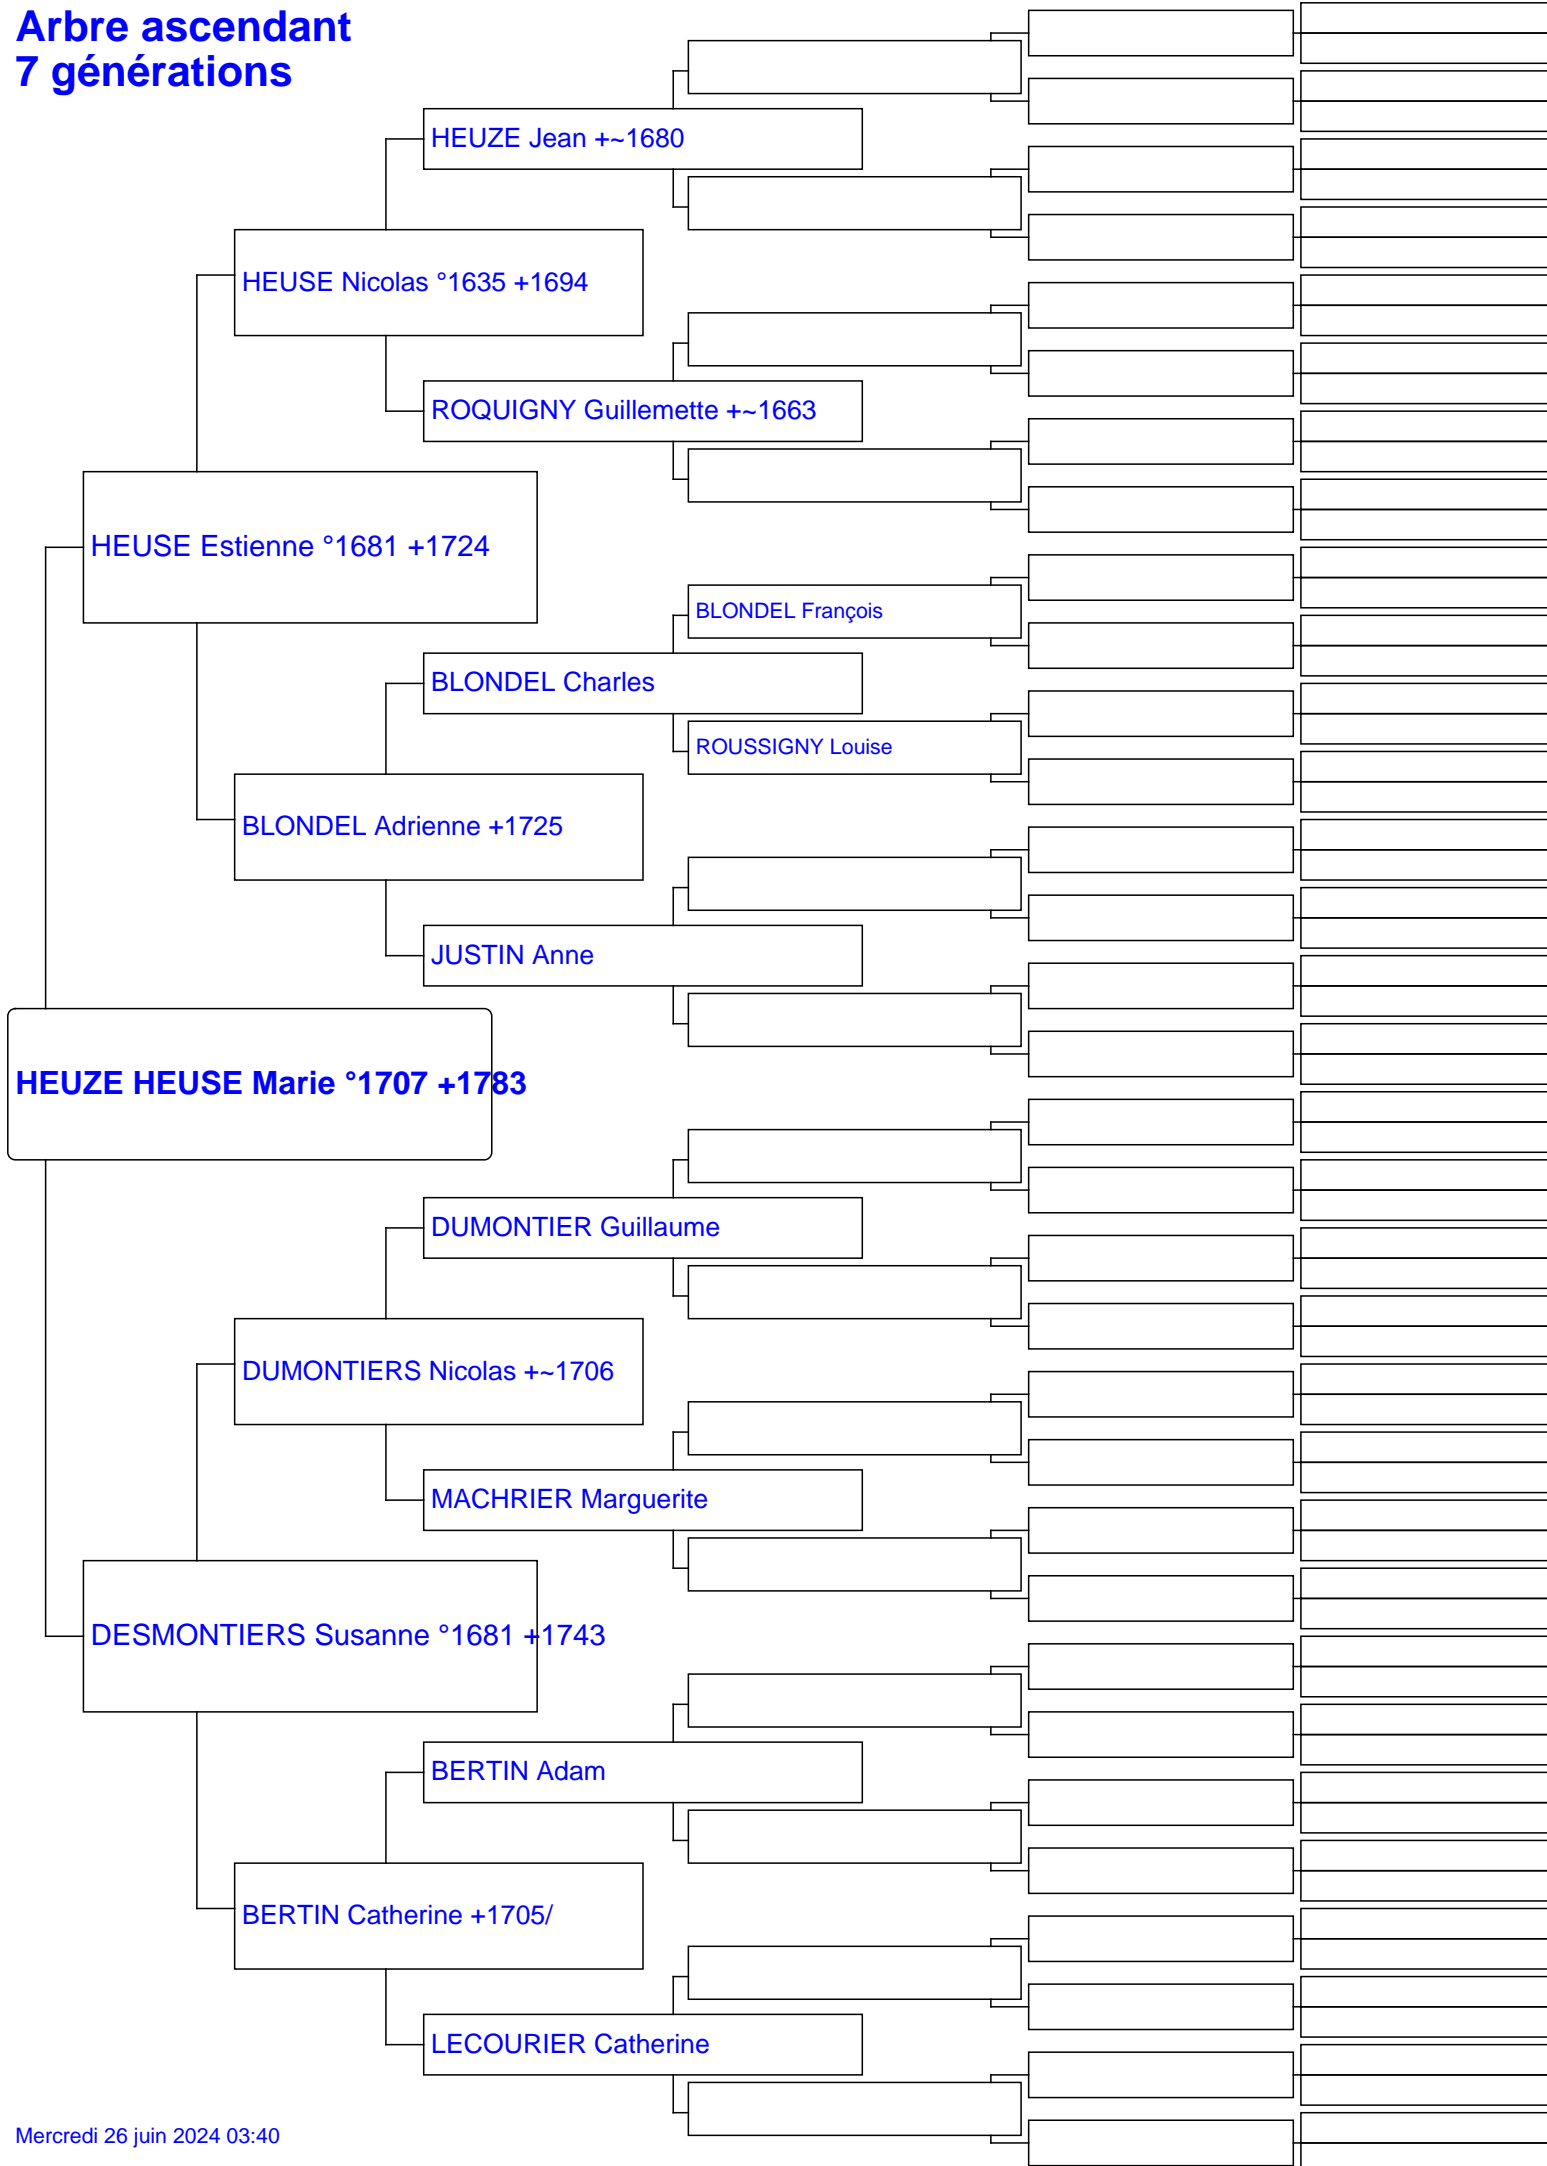 Arbre ascendant
7 générations
HEUZE Jean +~1680
HEUSE Nicolas °1635 +1694
ROQUIGNY Guillemette +~1663
HEUSE Estienne °1681 +1724
BLONDEL François
BLONDEL Charles
ROUSSIGNY Louise
BLONDEL Adrienne +1725
JUSTIN Anne
HEUZE HEUSE Marie °1707 +1783
DUMONTIER Guillaume
DUMONTIERS Nicolas +~1706
MACHRIER Marguerite
DESMONTIERS Susanne °1681 +1743
BERTIN Adam
BERTIN Catherine +1705/
LECOURIER Catherine
Mercredi 26 juin 2024 03:40